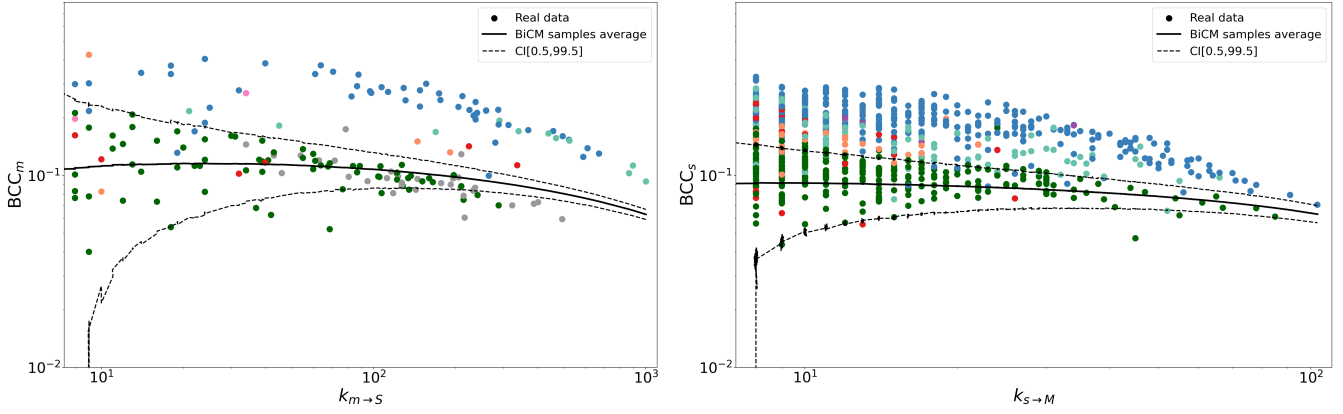 Real data
BiCM samples average
CI[0.5,99.5]
BCC_m
10^{-1}
10^{-2}
10^1
10^2
10^3
k_{m→S}
Real data
BiCM samples average
CI[0.5,99.5]
BCC_s
10^{-1}
10^{-2}
10^1
10^2
k_{s→M}